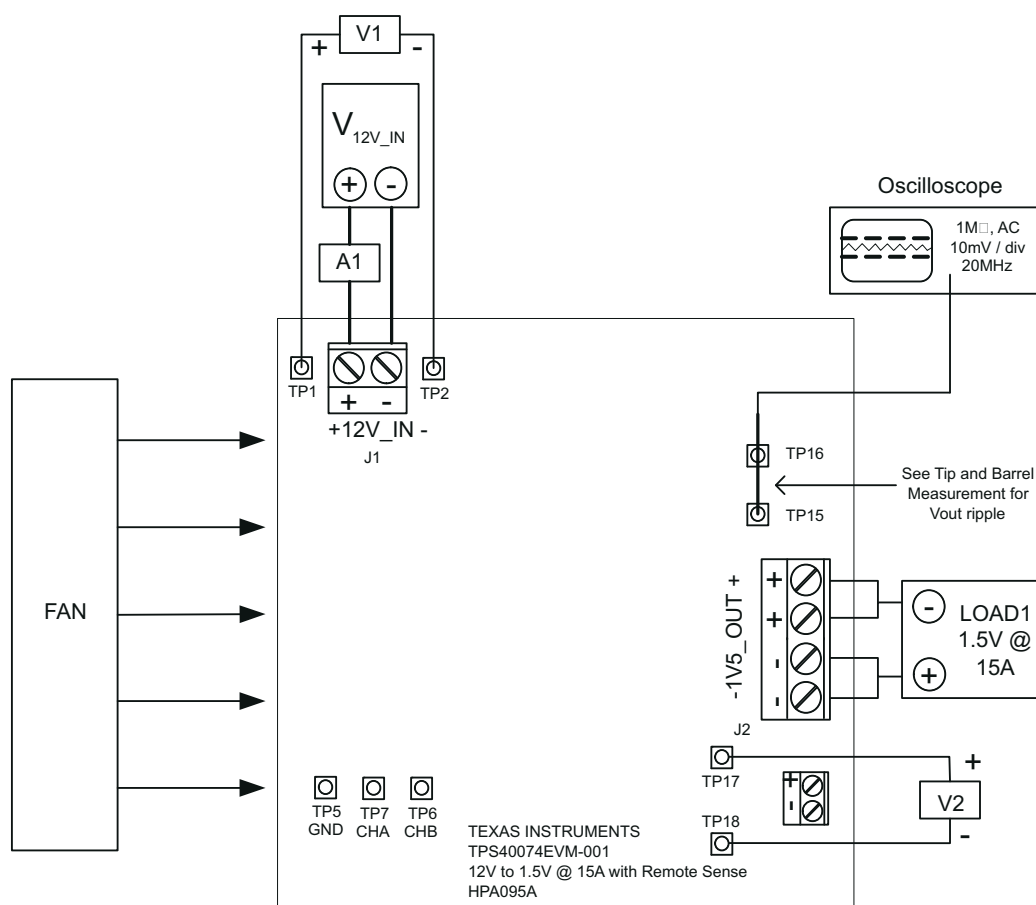 V1
+ -
V12V_IN
+ -
A1
TP1
TP2
+ -
+12V_IN -
J1
Oscilloscope
1M□, AC
10mV / div
20MHz
FAN
TP16
TP15
See Tip and Barrel
Measurement for
Vout ripple
-1V5_OUT +
+
+
-
-
J2
-
+
LOAD1
1.5V @
15A
TP17
TP18
+
-
+
V2
-
TP5
GND
TP7
CHA
TP6
CHB
TEXAS INSTRUMENTS
TPS40074EVM-001
12V to 1.5V @ 15A with Remote Sense
HPA095A